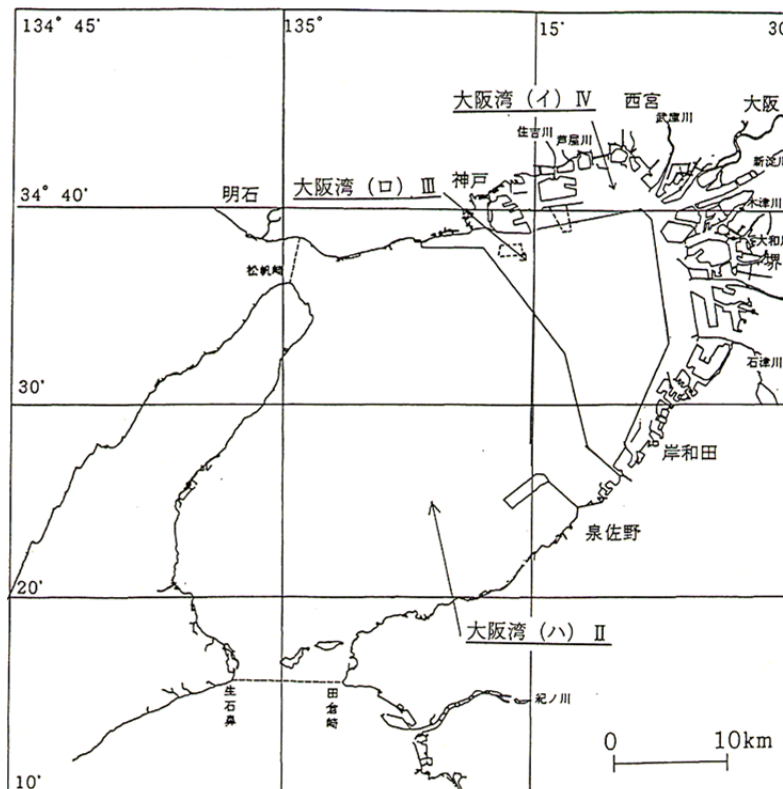 134° 45'
135°
15'
30
大阪湾（イ）Ⅳ
西宮
武庫川
大阪
住吉川
芦屋川
新淀川
34° 40'
明石
大阪湾（ロ）Ⅲ
神戸
木津川
大和川
堺
松帆崎
石津川
30'
岸和田
泉佐野
20'
大阪湾（ハ）Ⅱ
生石鼻
田倉崎
紀ノ川
0
10km
10'